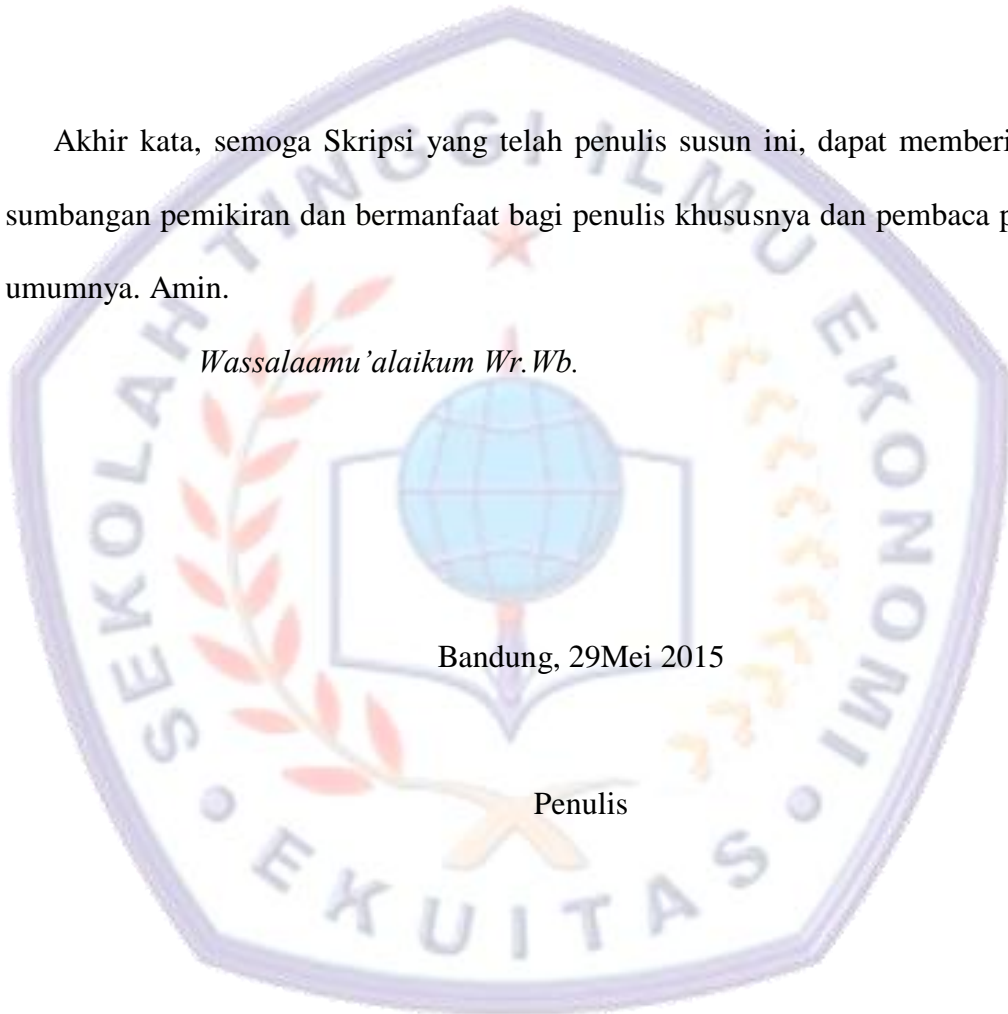 Akhir kata, semoga Skripsi yang telah penulis susun ini, dapat memberi
sumbangan pemikiran dan bermanfaat bagi penulis khususnya dan pembaca p
umumnya. Amin.
Wassalaamu’alaikum Wr.Wb.
Bandung, 29Mei 2015
Penulis
SEKOLAH TINGGI ILMU EKONOMI
EKUITAS